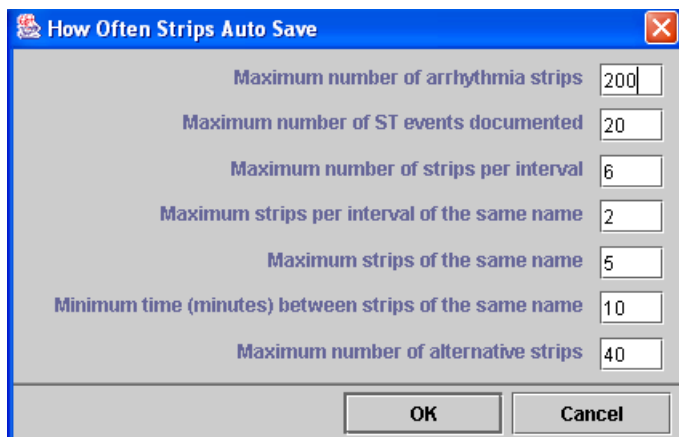 How Often Strips Auto Save
Maximum number of arrhythmia strips 200
Maximum number of ST events documented 20
Maximum number of strips per interval 6
Maximum strips per interval of the same name 2
Maximum strips of the same name 5
Minimum time (minutes) between strips of the same name 10
Maximum number of alternative strips 40
OK Cancel